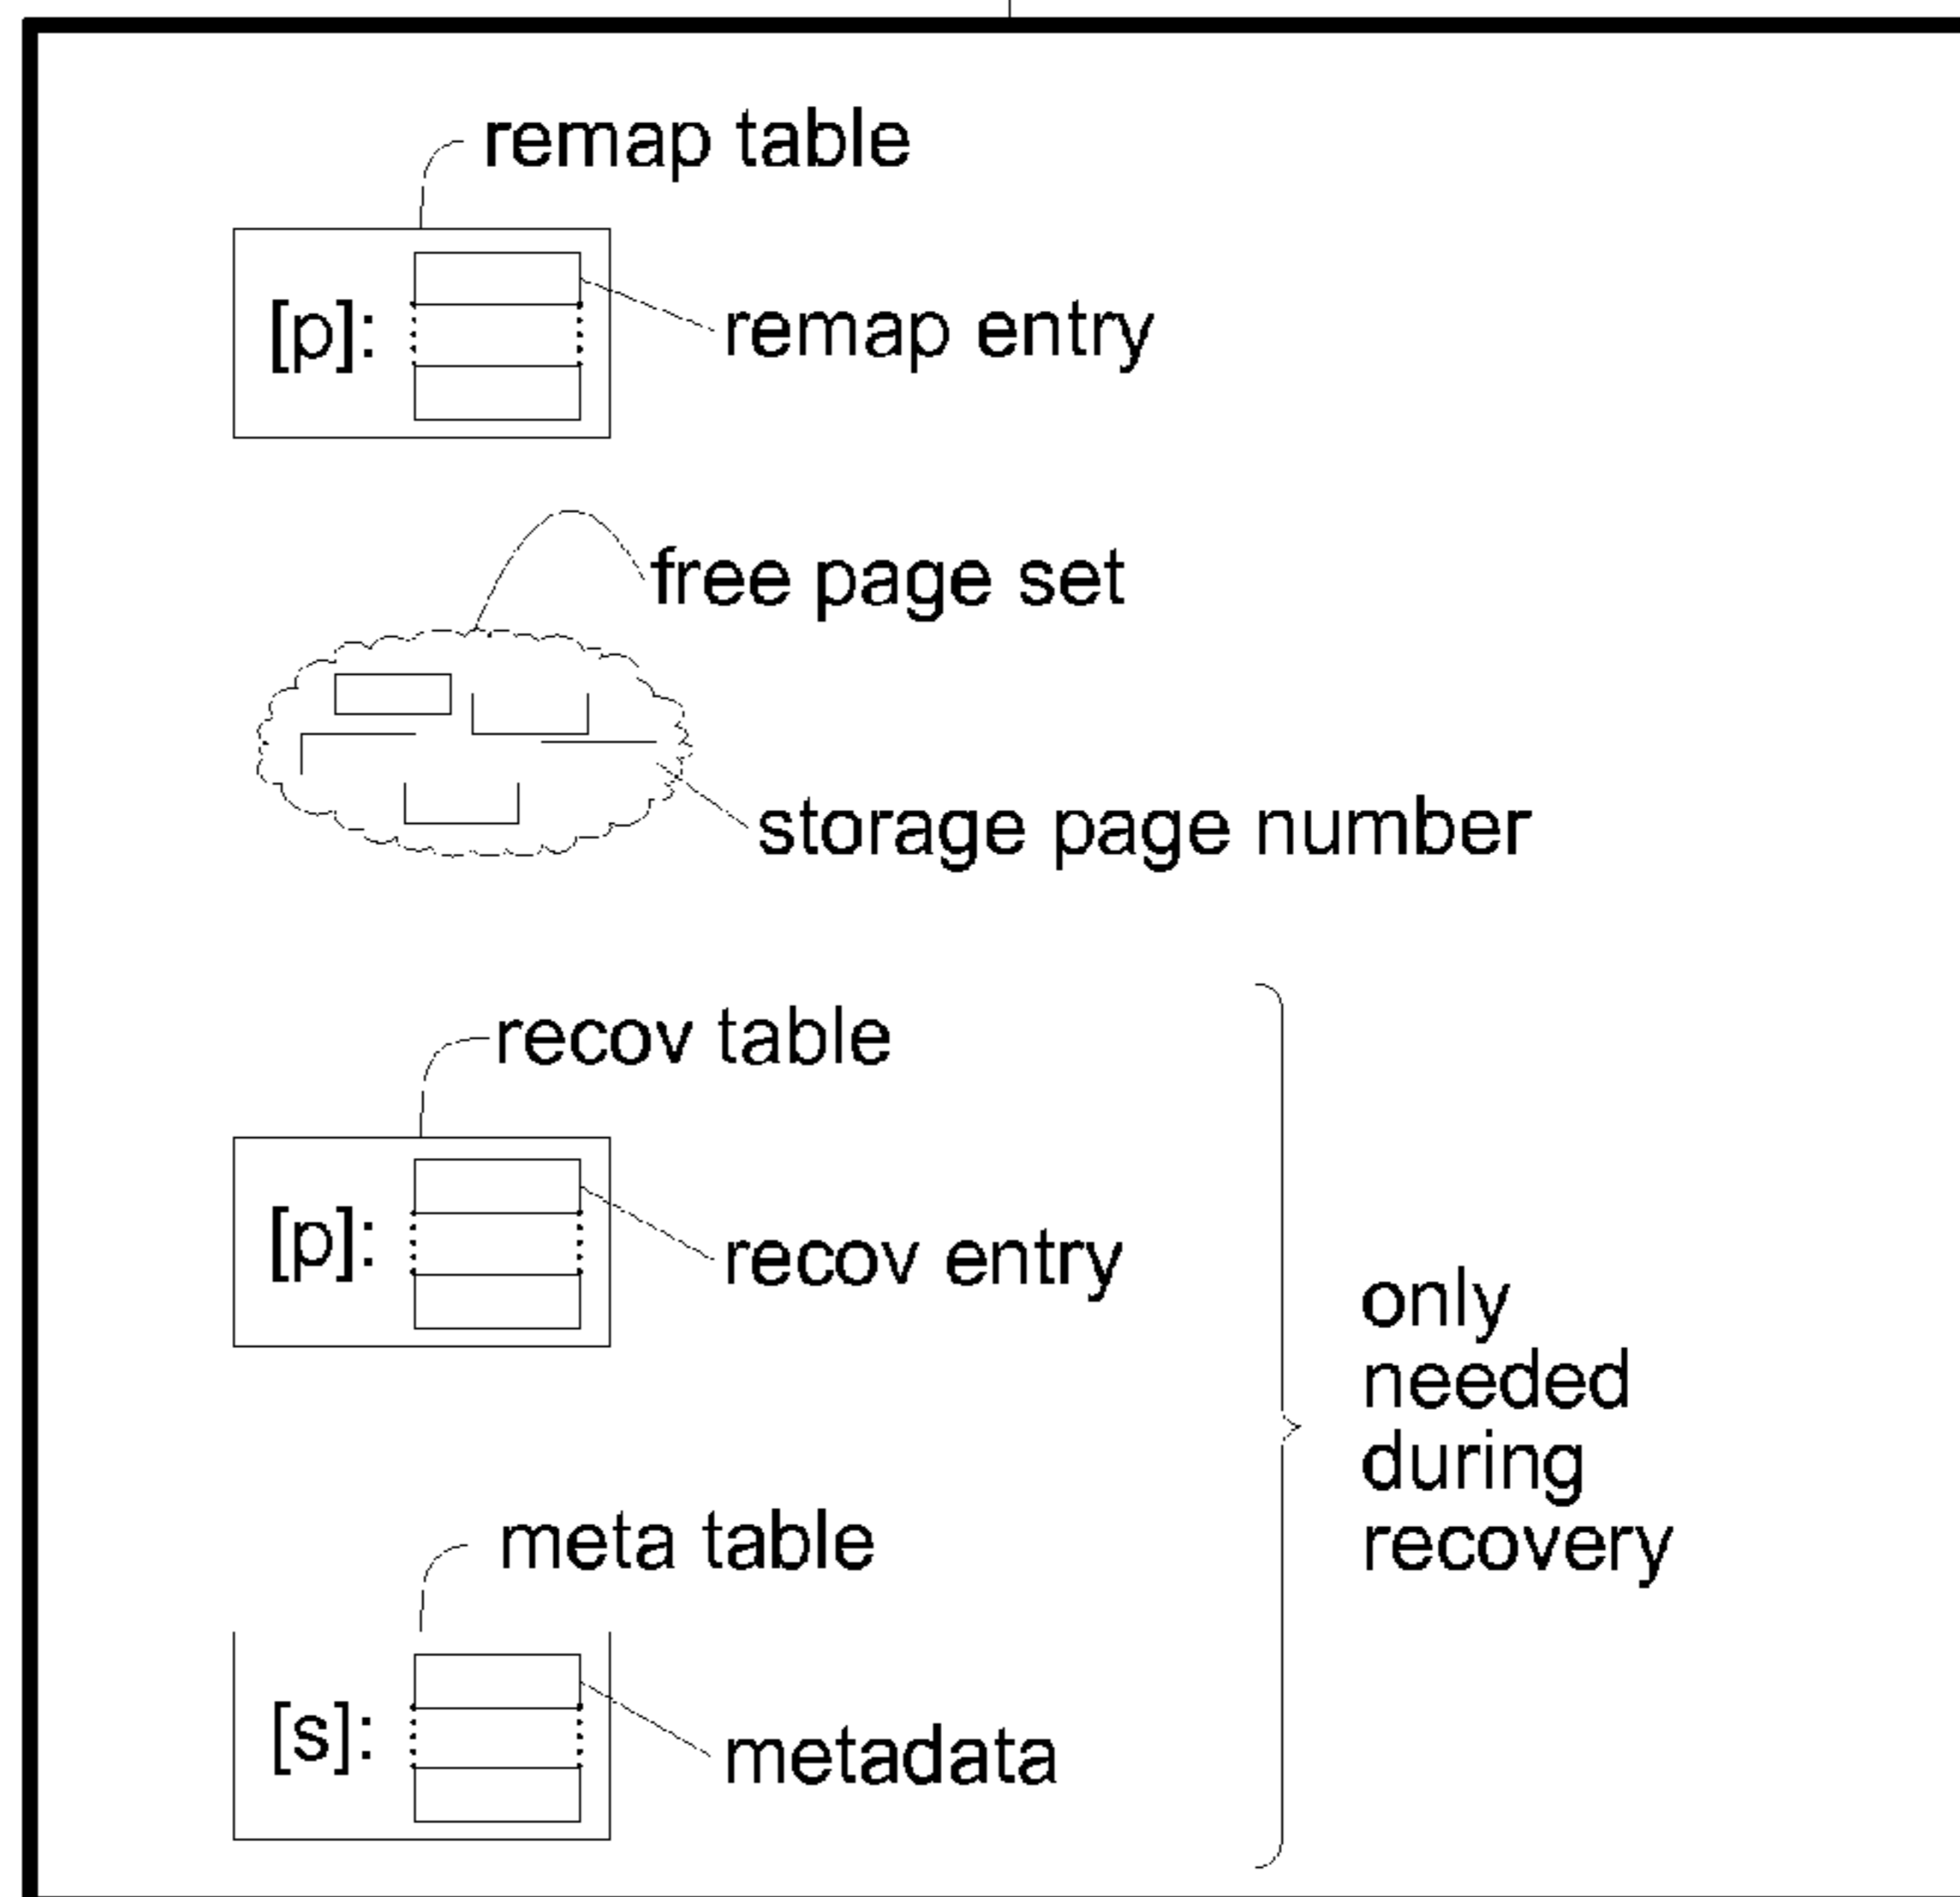 remap table
[p]:
remap entry
free page set
storage page number
recov table
[p]:
recov entry
only
needed
during
recovery
meta table
[s]:
metadata